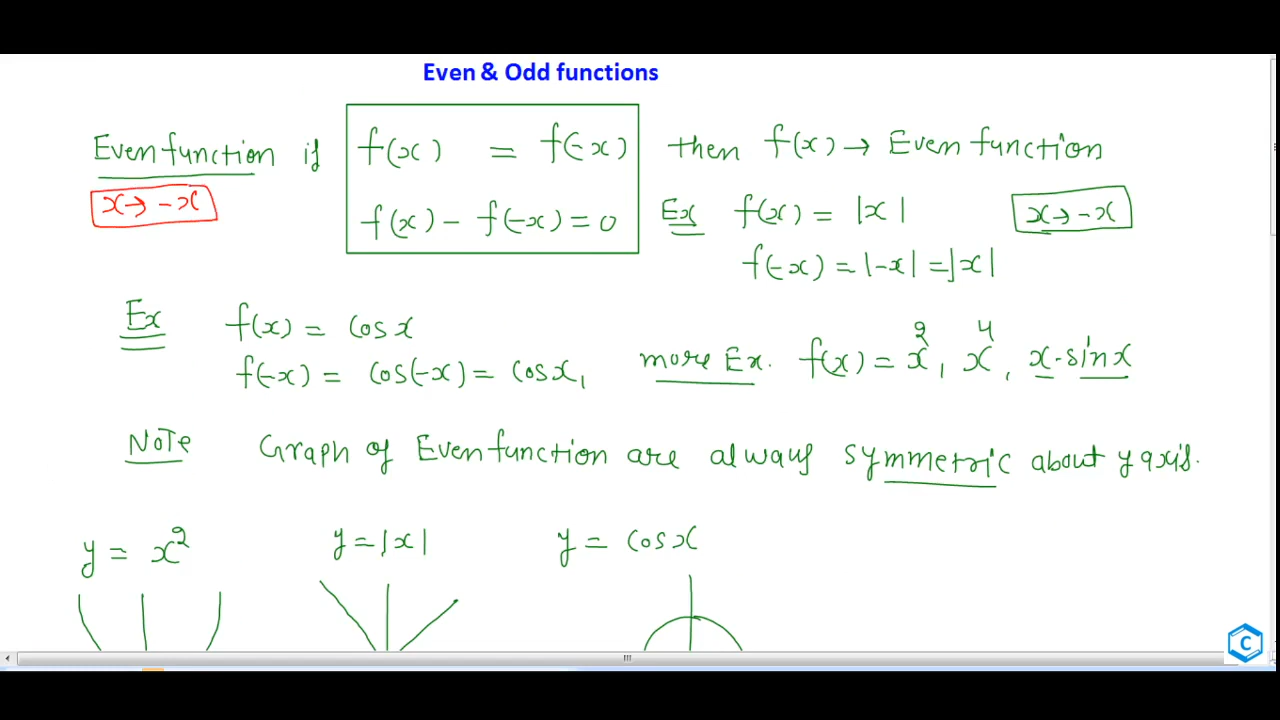 Even & Odd functions
Even function if f(x) = f(-x) then f(x) → Even function
x → -x
f(x) - f(-x) = 0
Ex f(x) = |x|
x → -x
f(-x) = |-x| = |x|
Ex f(x) = Cos x
f(-x) = Cos(-x) = Cos x,
more Ex. f(x) = x², x⁴, x·sin x
NoTe Graph of Even function are always symmetric about y axis.
y = x² y = |x| y = Cos x
C